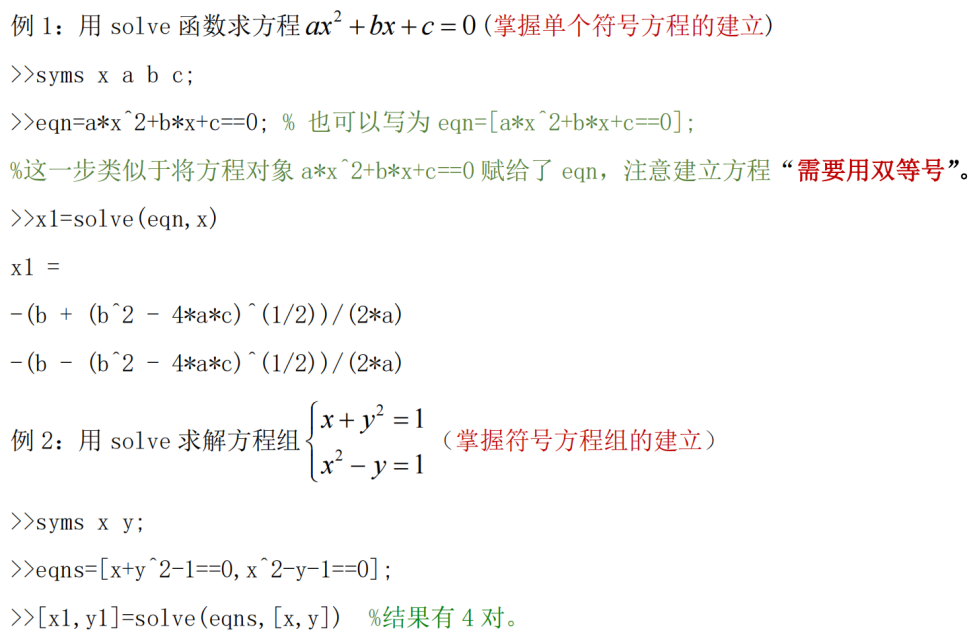 例 1：用 solve 函数求方程 ax² + bx + c = 0 (掌握单个符号方程的建立)
>>syms x a b c;
>>eqn=a*x^2+b*x+c==0; % 也可以写为 eqn=[a*x^2+b*x+c==0];
%这一步类似于将方程对象 a*x^2+b*x+c==0 赋给了 eqn，注意建立方程“需要用双等号”。
>>x1=solve(eqn,x)
x1 =
-(b + (b^2 - 4*a*c)^(1/2))/(2*a)
-(b - (b^2 - 4*a*c)^(1/2))/(2*a)
例 2：用 solve 求解方程组 { x + y² = 1
x² − y = 1 （掌握符号方程组的建立）
>>syms x y;
>>eqns=[x+y^2-1==0,x^2-y-1==0];
>>[x1,y1]=solve(eqns,[x,y]) %结果有 4 对。